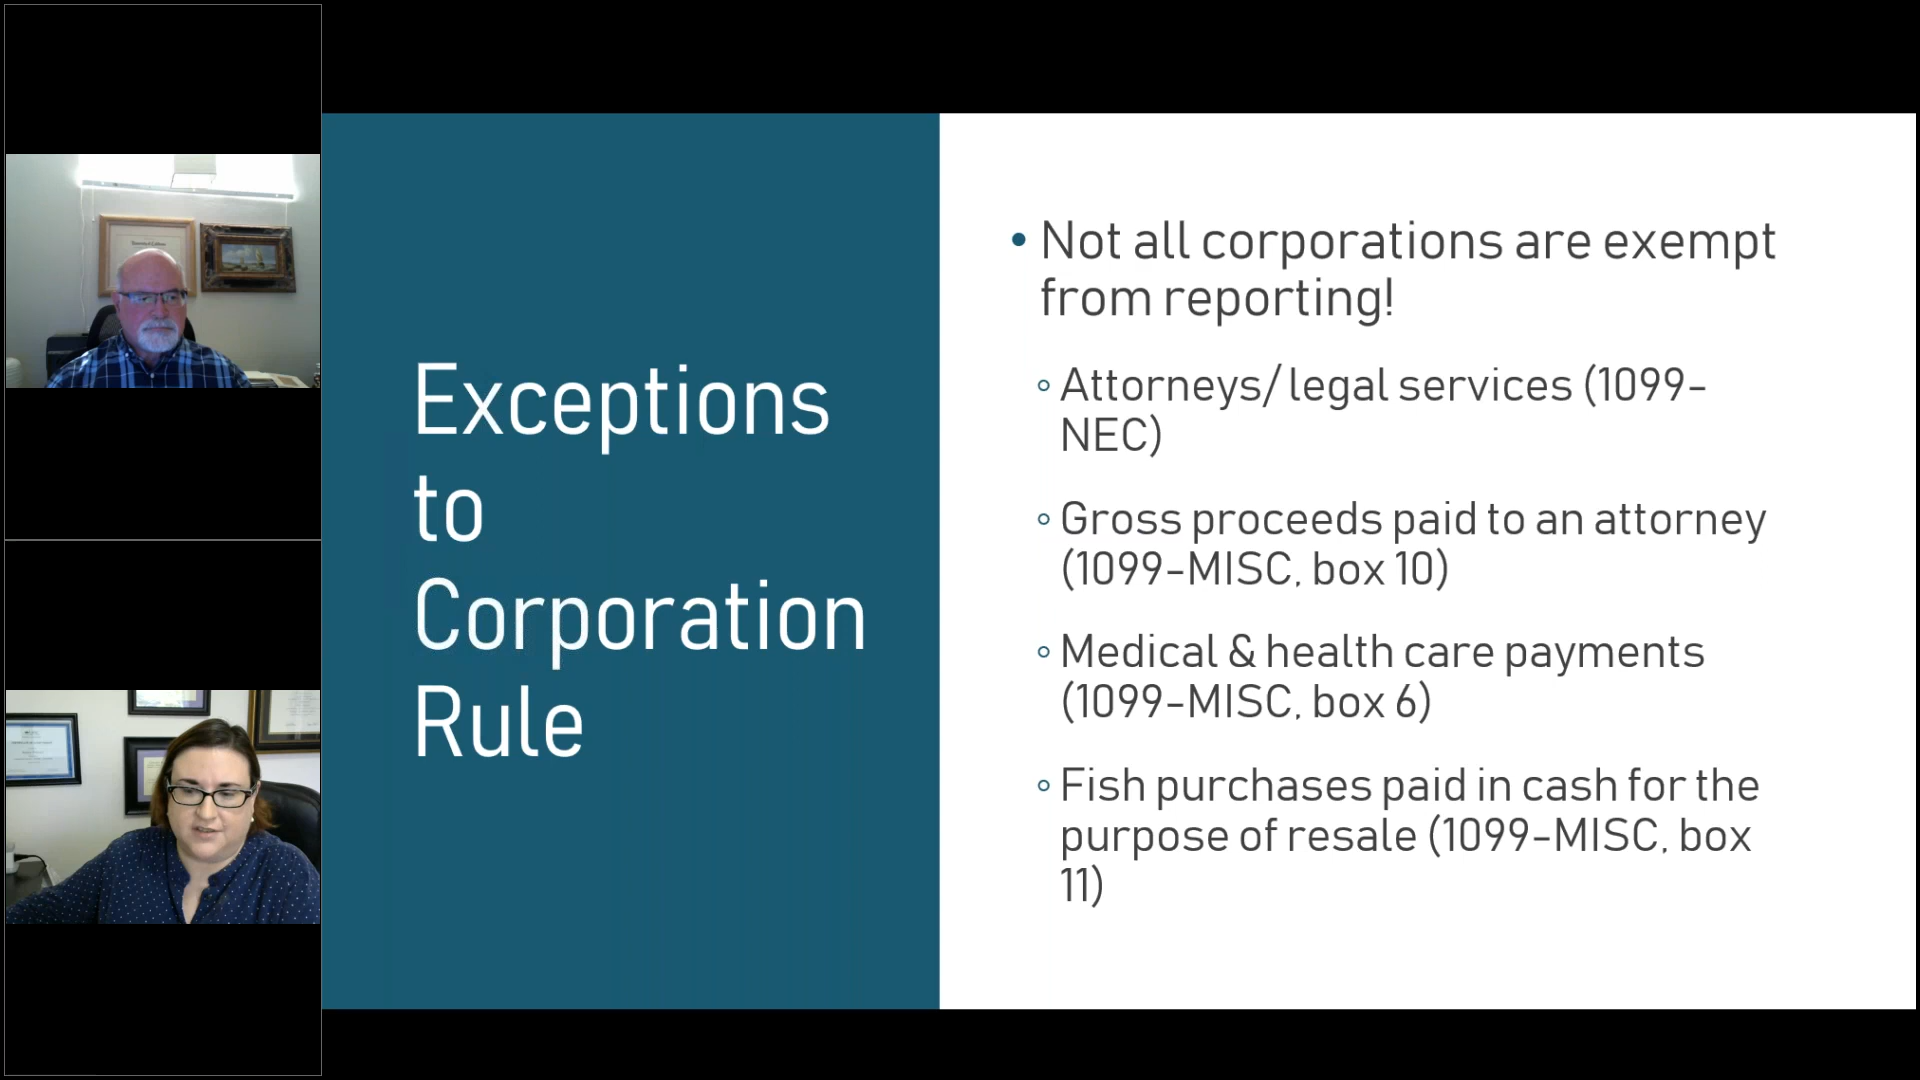 Exceptions
to
Corporation
Rule
• Not all corporations are exempt
from reporting!
◦ Attorneys/ legal services (1099-
NEC)
◦ Gross proceeds paid to an attorney
(1099-MISC, box 10)
◦ Medical & health care payments
(1099-MISC, box 6)
◦ Fish purchases paid in cash for the
purpose of resale (1099-MISC, box
11)